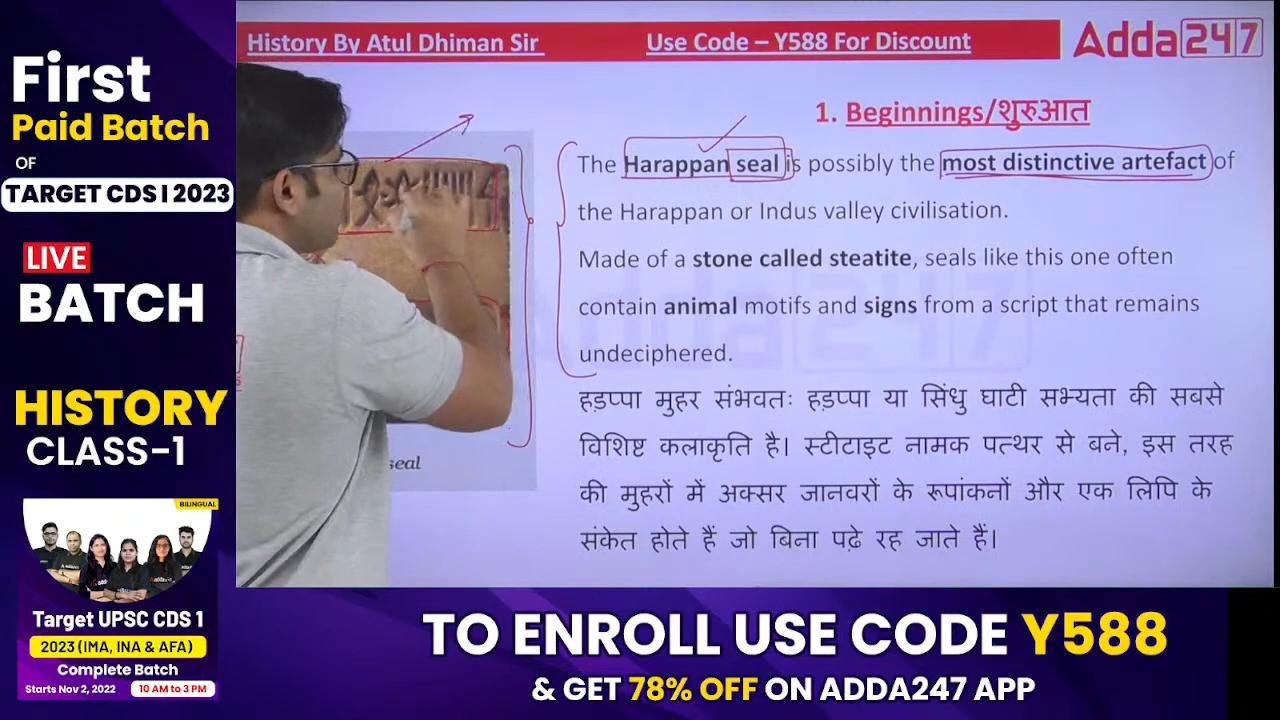 First
Paid Batch
OF
TARGET CDS I 2023
LIVE
BATCH
HISTORY
CLASS-1
BILINGUAL
Target UPSC CDS 1
2023 (IMA, INA & AFA)
Complete Batch
Starts Nov 2, 2022 10 AM to 3 PM
History By Atul Dhiman Sir Use Code – Y588 For Discount
Adda247
1. Beginnings/शुरुआत
The Harappan seal is possibly the most distinctive artefact of
the Harappan or Indus valley civilisation.
Made of a stone called steatite, seals like this one often
contain animal motifs and signs from a script that remains
undeciphered.
हड़प्पा मुहर संभवतः हड़प्पा या सिंधु घाटी सभ्यता की सबसे
विशिष्ट कलाकृति है। स्टीटाइट नामक पत्थर से बने, इस तरह
की मुहरों में अक्सर जानवरों के रूपांकनों और एक लिपि के
संकेत होते हैं जो बिना पढ़े रह जाते हैं।
seal
Adda247
TO ENROLL USE CODE Y588
& GET 78% OFF ON ADDA247 APP